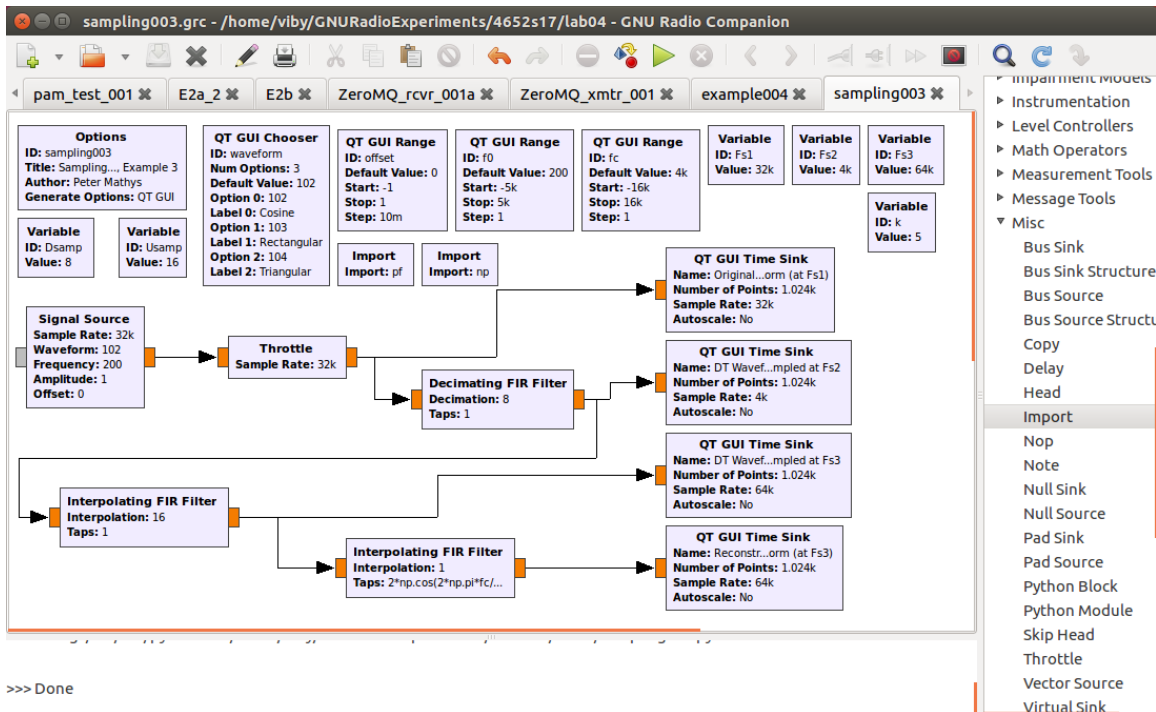 sampling003.grc - /home/viby/GNURadioExperiments/4652s17/lab04 - GNU Radio Companion
pam_test_001
E2a_2
E2b
ZeroMQ_rcvr_001a
ZeroMQ_xmtr_001
example004
sampling003
Options
ID: sampling003
Title: Sampling..., Example 3
Author: Peter Mathys
Generate Options: QT GUI
QT GUI Chooser
ID: waveform
Num Options: 3
Default Value: 102
Option 0: 102
Label 0: Cosine
Option 1: 103
Label 1: Rectangular
Option 2: 104
Label 2: Triangular
QT GUI Range
ID: offset
Default Value: 0
Start: -1
Stop: 1
Step: 10m
QT GUI Range
ID: f0
Default Value: 200
Start: -5k
Stop: 5k
Step: 1
QT GUI Range
ID: fc
Default Value: 4k
Start: -16k
Stop: 16k
Step: 1
Variable
ID: Fs1
Value: 32k
Variable
ID: Fs2
Value: 4k
Variable
ID: Fs3
Value: 64k
Variable
ID: k
Value: 5
Variable
ID: Dsamp
Value: 8
Variable
ID: Usamp
Value: 16
Import
Import: pf
Import
Import: np
Signal Source
Sample Rate: 32k
Waveform: 102
Frequency: 200
Amplitude: 1
Offset: 0
Throttle
Sample Rate: 32k
QT GUI Time Sink
Name: Original...orm (at Fs1)
Number of Points: 1.024k
Sample Rate: 32k
Autoscale: No
Decimating FIR Filter
Decimation: 8
Taps: 1
QT GUI Time Sink
Name: DT Wavef...mpled at Fs2
Number of Points: 1.024k
Sample Rate: 4k
Autoscale: No
Interpolating FIR Filter
Interpolation: 16
Taps: 1
QT GUI Time Sink
Name: DT Wavef...mpled at Fs3
Number of Points: 1.024k
Sample Rate: 64k
Autoscale: No
Interpolating FIR Filter
Interpolation: 1
Taps: 2*np.cos(2*np.pi*fc/...
QT GUI Time Sink
Name: Reconstr...orm (at Fs3)
Number of Points: 1.024k
Sample Rate: 64k
Autoscale: No
>>> Done
Impairment Models
Instrumentation
Level Controllers
Math Operators
Measurement Tools
Message Tools
Misc
Bus Sink
Bus Sink Structure
Bus Source
Bus Source Structu
Copy
Delay
Head
Import
Nop
Note
Null Sink
Null Source
Pad Sink
Pad Source
Python Block
Python Module
Skip Head
Throttle
Vector Source
Virtual Sink